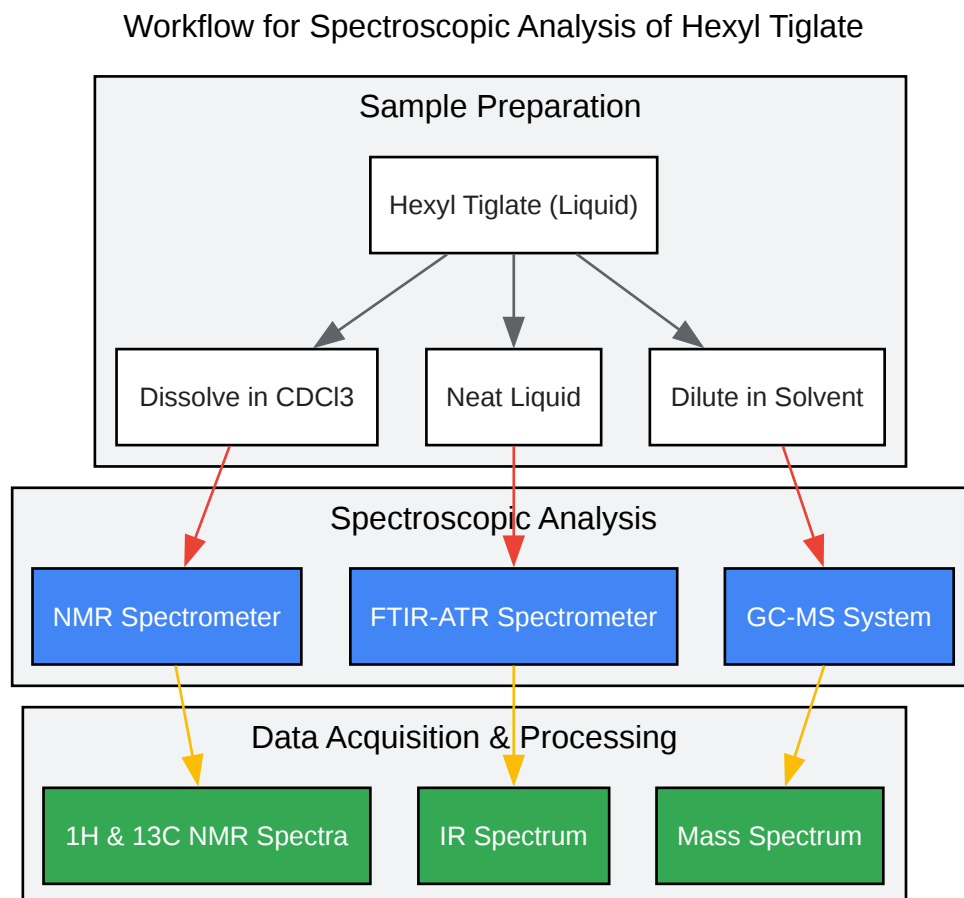 Workflow for Spectroscopic Analysis of Hexyl Tiglate
Sample Preparation
Hexyl Tiglate (Liquid)
Dissolve in CDCl3
Neat Liquid
Dilute in Solvent
Spectroscopic Analysis
NMR Spectrometer
FTIR-ATR Spectrometer
GC-MS System
Data Acquisition & Processing
1H & 13C NMR Spectra
IR Spectrum
Mass Spectrum